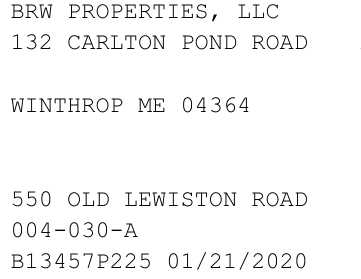 BRW PROPERTIES, LLC
132 CARLTON POND ROAD
WINTHROP ME 04364
550 OLD LEWISTON ROAD
004-030-A
B13457P225 01/21/2020